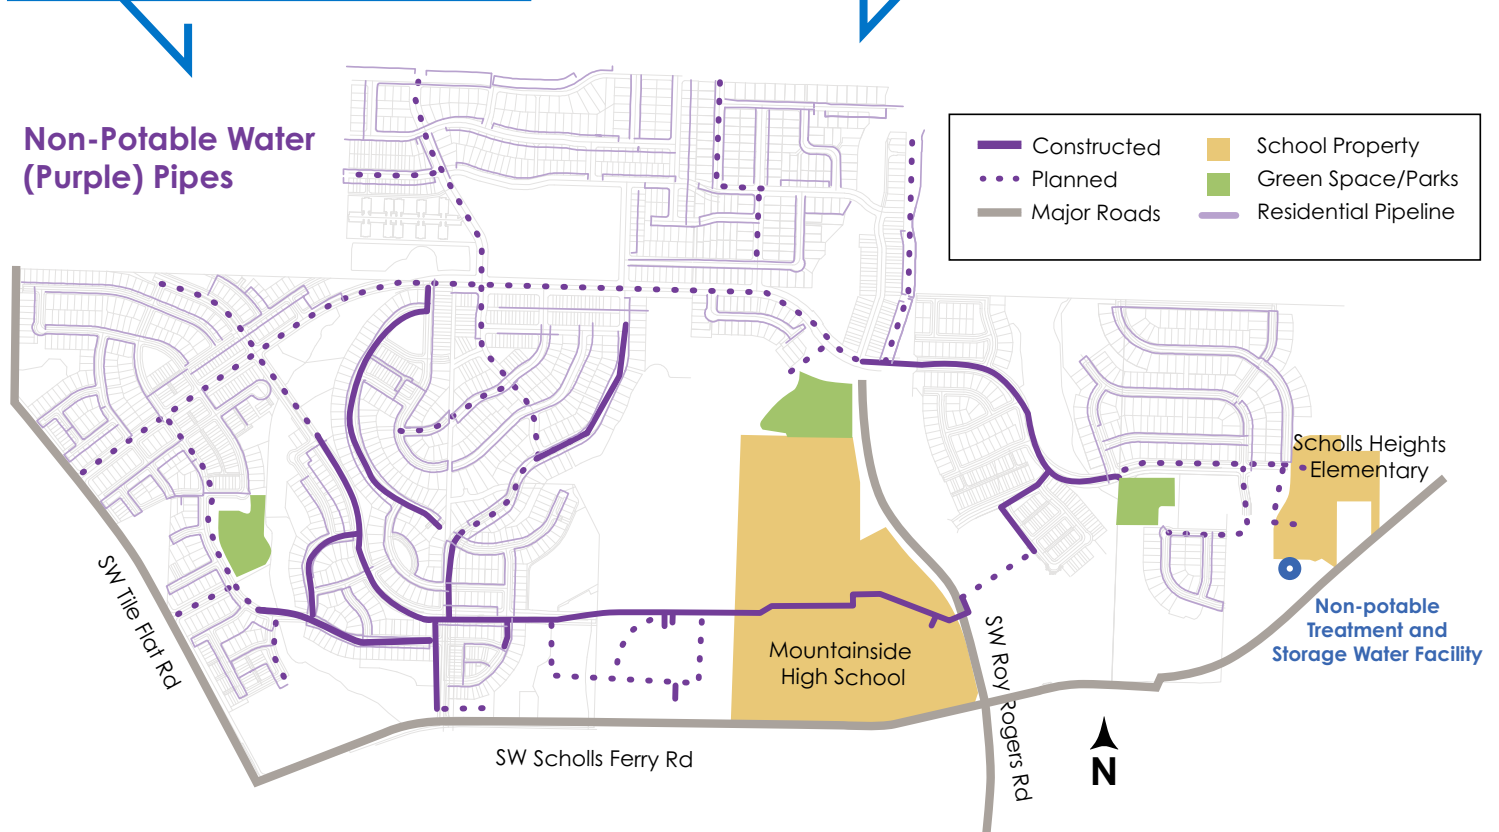 Non-Potable Water
(Purple) Pipes
Constructed
Planned
Major Roads
School Property
Green Space/Parks
Residential Pipeline
Scholls Heights
Elementary
SW Tile Flat Rd
Non-potable
Treatment and
Storage Water Facility
Mountainside
High School
SW Roy Rogers Rd
SW Scholls Ferry Rd
N